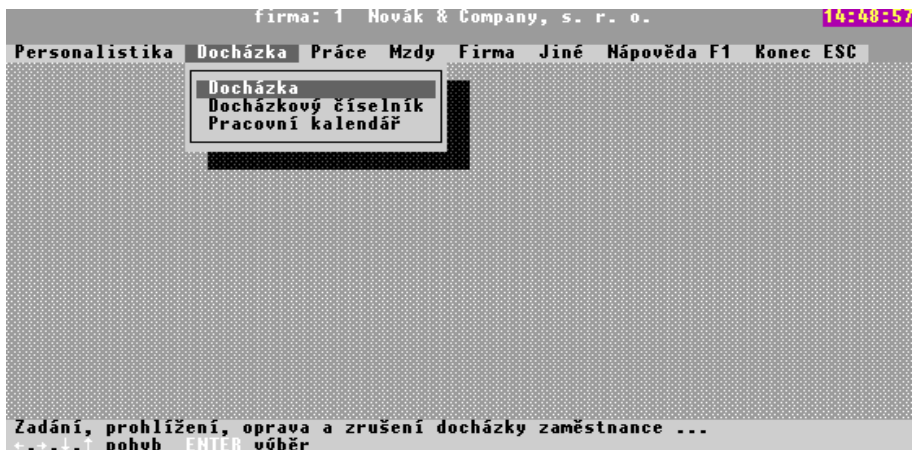 firma: 1 Novák & Company, s. r. o. 14:48:57
Personalistika Docházka Práce Mzdy Firma Jiné Nápověda F1 Konec ESC
Docházka
Docházkový číselník
Pracovní kalendář
Zadání, prohlížení, oprava a zrušení docházky zaměstnance ...
←,→,↓,↑ pohyb ENTER výběr